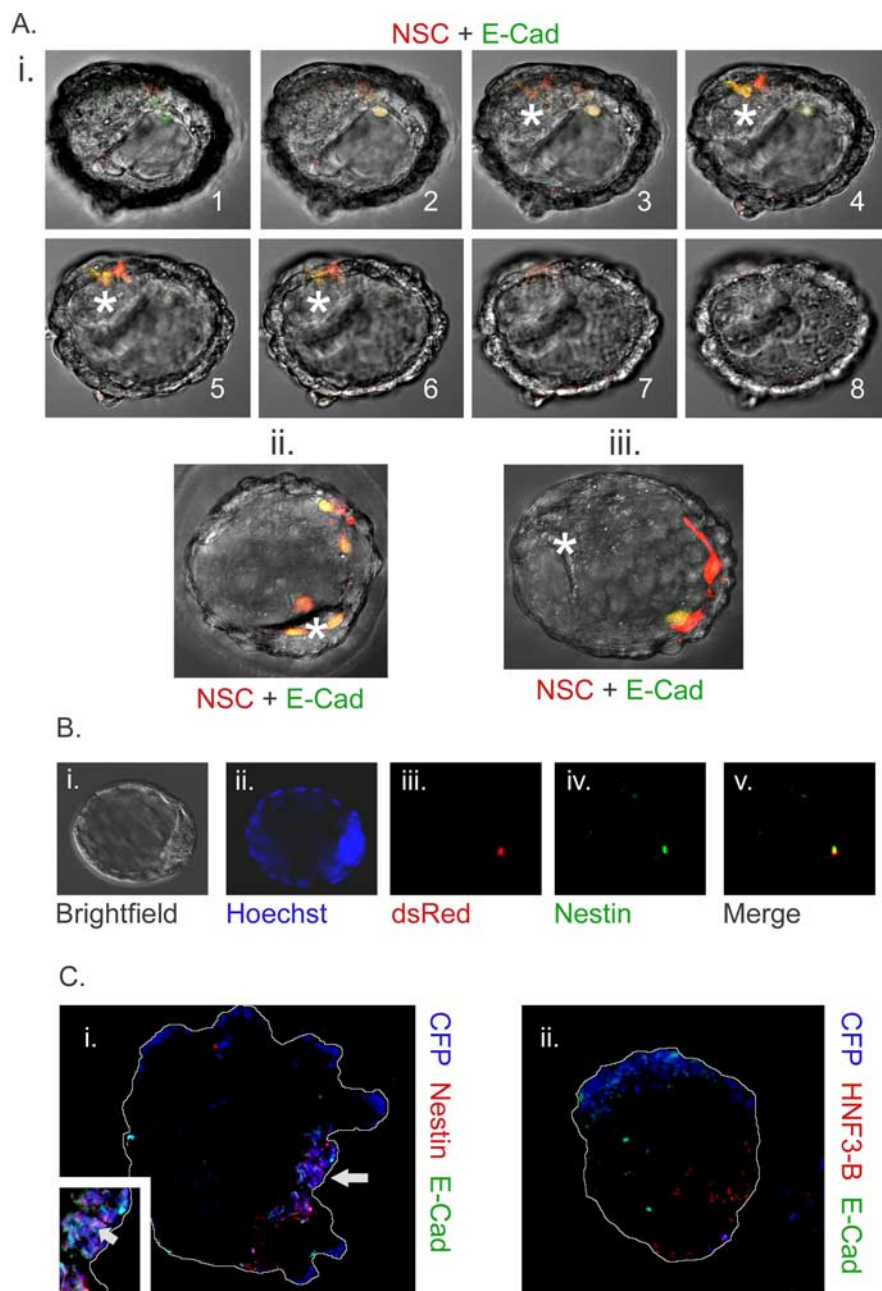 A.
NSC + E-Cad
i.
1
2
3
4
5
6
7
8
ii.
iii.
NSC + E-Cad
NSC + E-Cad
B.
i.
ii.
iii.
iv.
v.
Brightfield
Hoechst
dsRed
Nestin
Merge
C.
i.
CFP Nestin E-Cad
ii.
CFP HNF3-B E-Cad